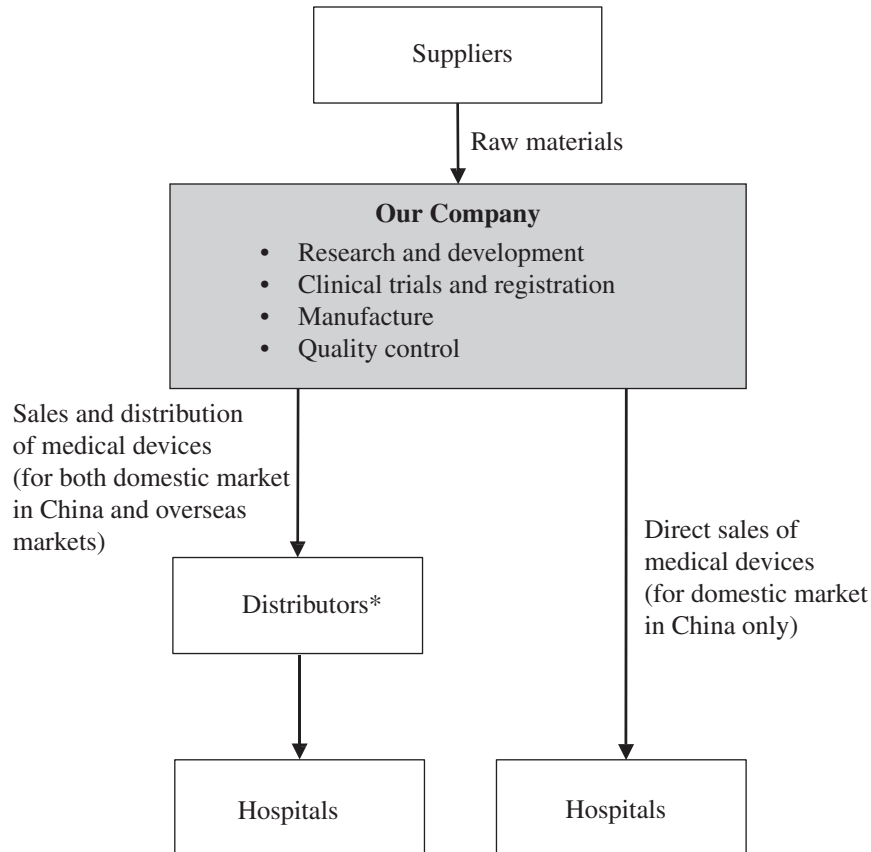 Suppliers
Raw materials
Our Company
• Research and development
• Clinical trials and registration
• Manufacture
• Quality control
Sales and distribution
of medical devices
(for both domestic market
in China and overseas
markets)
Direct sales of
medical devices
(for domestic market
in China only)
Distributors*
Hospitals
Hospitals